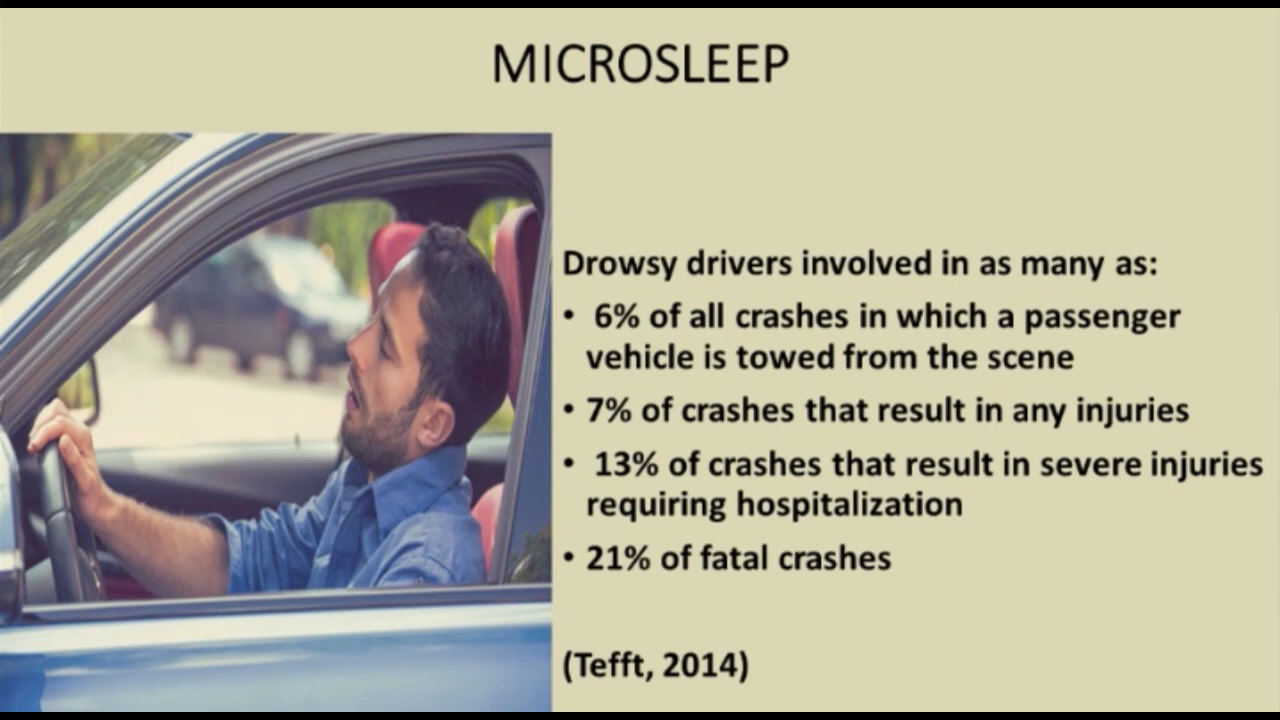 MICROSLEEP
Drowsy drivers involved in as many as:
• 6% of all crashes in which a passenger
vehicle is towed from the scene
• 7% of crashes that result in any injuries
• 13% of crashes that result in severe injuries
requiring hospitalization
• 21% of fatal crashes
(Tefft, 2014)